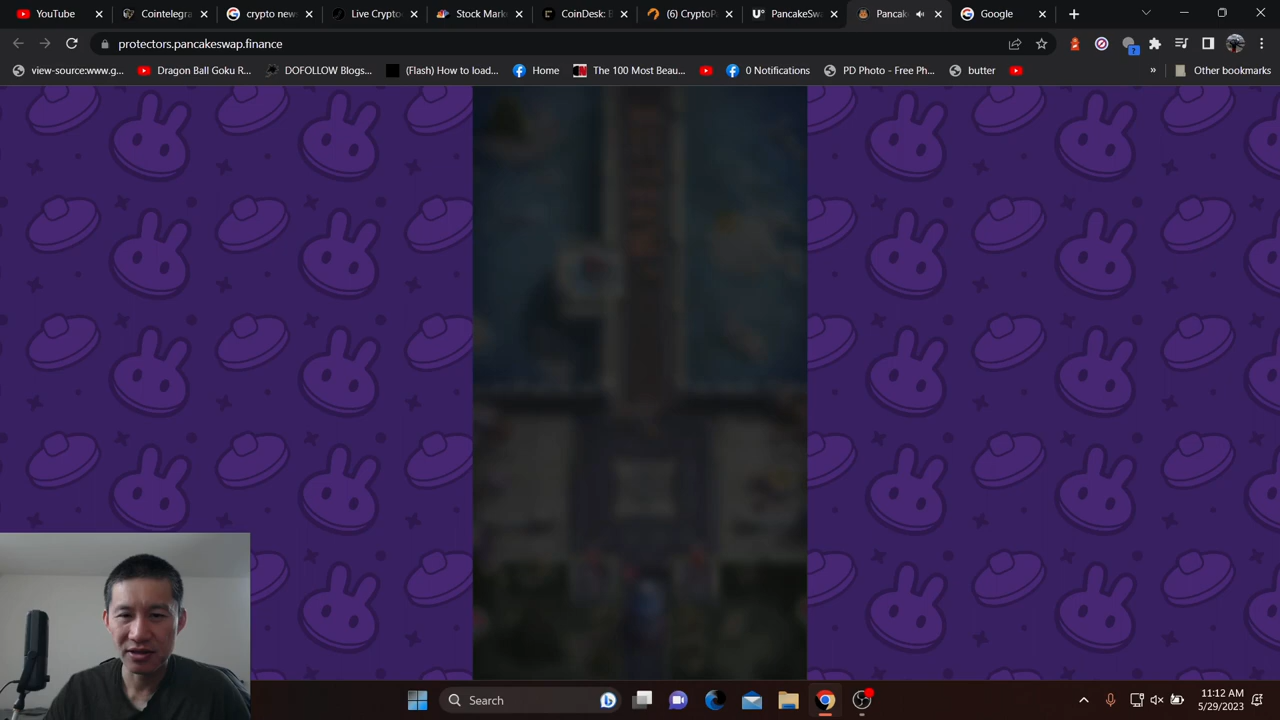 YouTube
Cointelegra
crypto new
Live Crypto
Stock Mark
CoinDesk: B
(6) CryptoPa
PancakeSwa
Pancak
Google
protectors.pancakeswap.finance
view-source:www.g...
Dragon Ball Goku R...
DOFOLLOW Blogs...
(Flash) How to load...
Home
The 100 Most Beau...
0 Notifications
PD Photo - Free Ph...
butter
»
Other bookmarks
Search
11:12 AM
5/29/2023